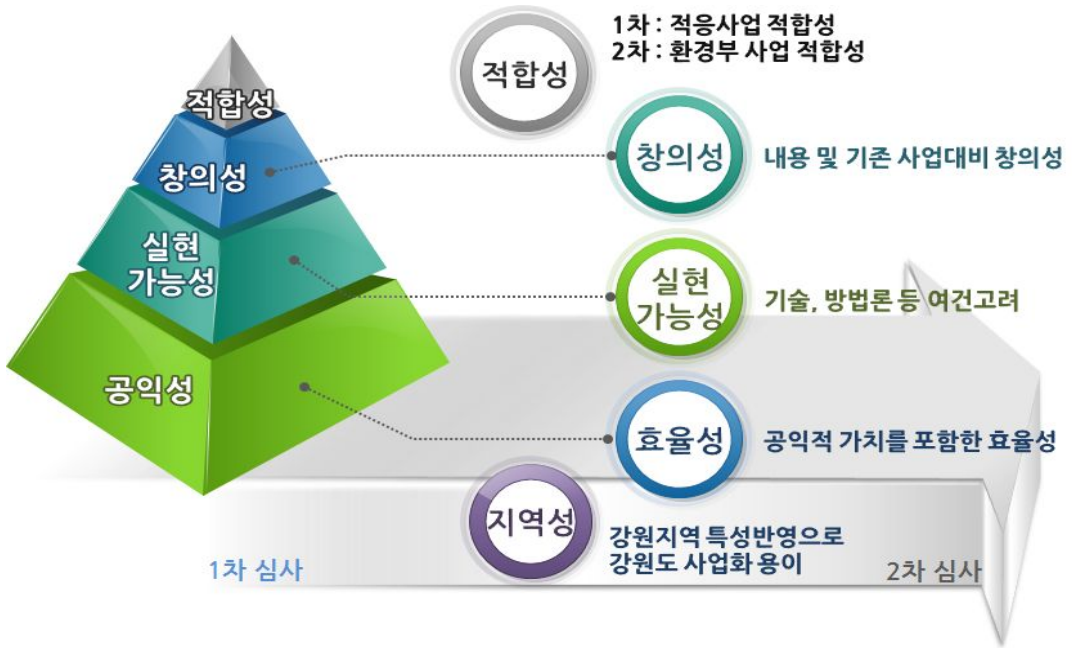 적합성
창의성
실현
가능성
공익성
적합성
1차 : 적응사업 적합성
2차 : 환경부 사업 적합성
창의성
내용 및 기존 사업대비 창의성
실현
가능성
기술, 방법론 등 여건고려
효율성
공익적 가치를 포함한 효율성
지역성
강원지역 특성반영으로
강원도 사업화 용이
1차 심사
2차 심사